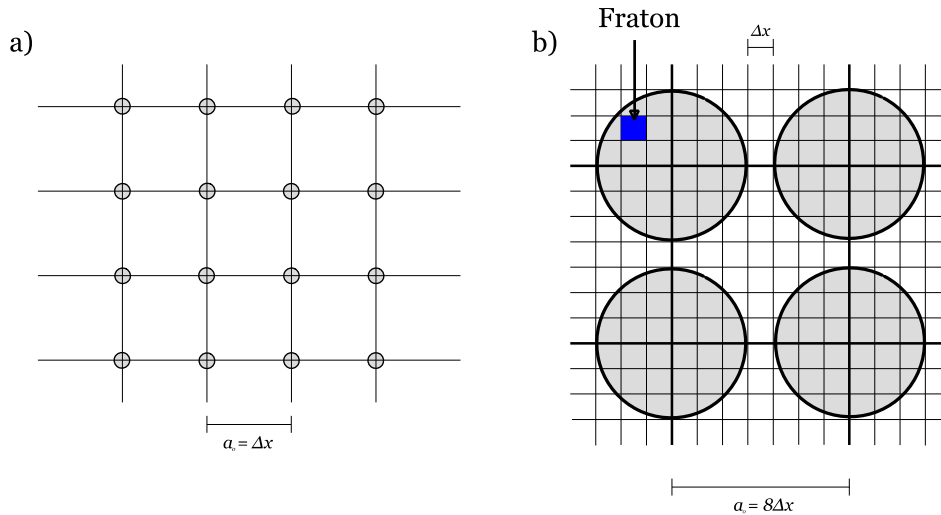 a)
a₀ = Δx
Fraton
b)
Δx
a₀ = 8Δx